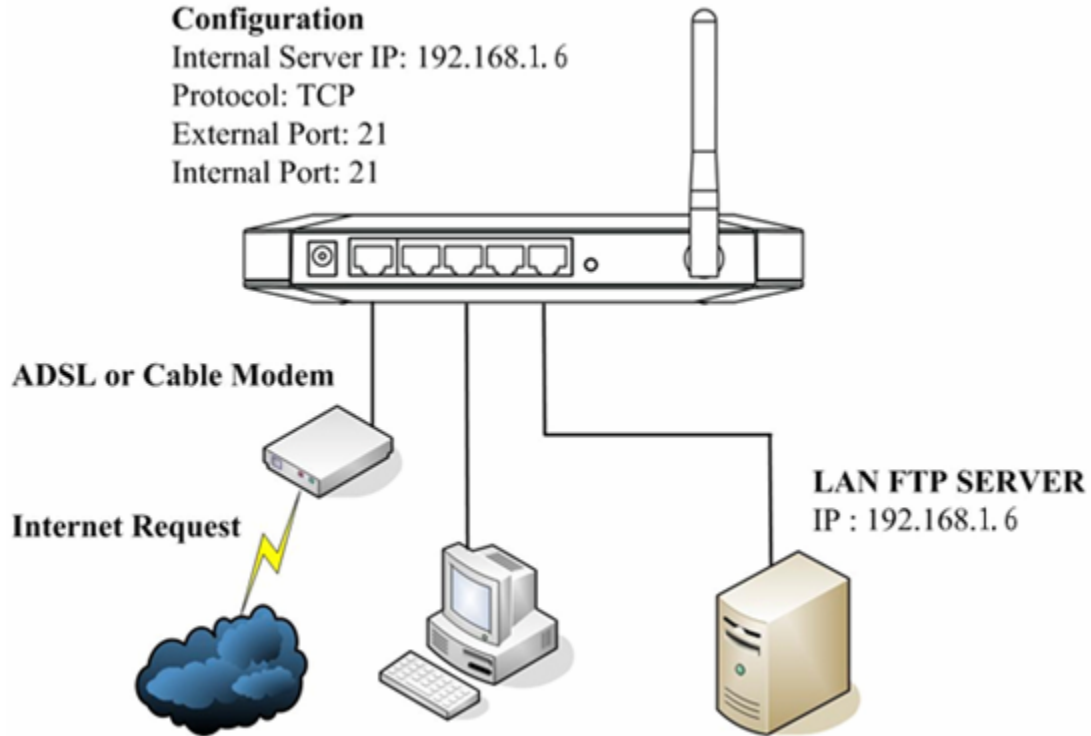 Configuration
Internal Server IP: 192.168.1.6
Protocol: TCP
External Port: 21
Internal Port: 21
ADSL or Cable Modem
Internet Request
LAN FTP SERVER
IP : 192.168.1.6